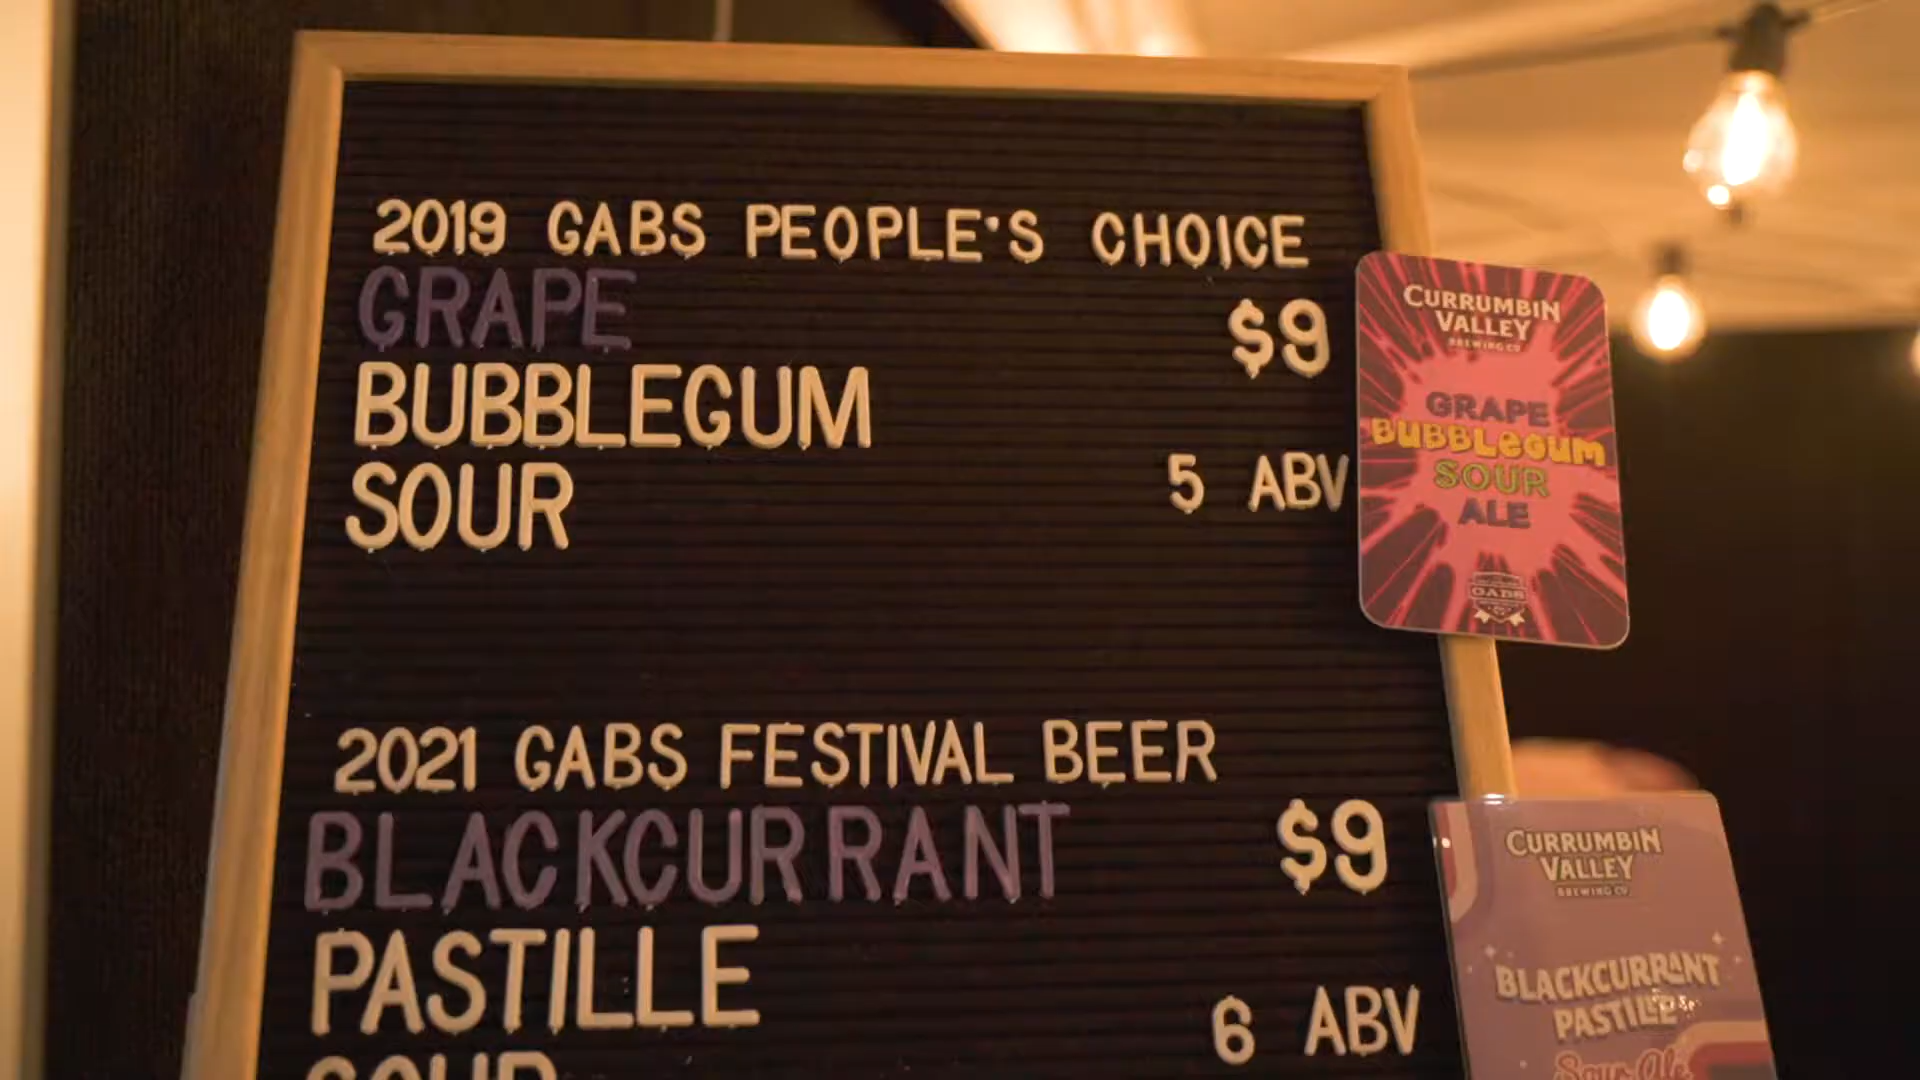 2019 GABS PEOPLE'S CHOICE
GRAPE
$9
BUBBLEGUM
SOUR
5 ABV
CURRUMBIN
VALLEY
BREWING CO
GRAPE
BUBBLEGUM
SOUR
ALE
GABS
2021 GABS FESTIVAL BEER
BLACKCURRANT
$9
PASTILLE
6 ABV
SOUR
CURRUMBIN
VALLEY
BREWING CO
BLACKCURRANT
PASTILLE
Sour Ale